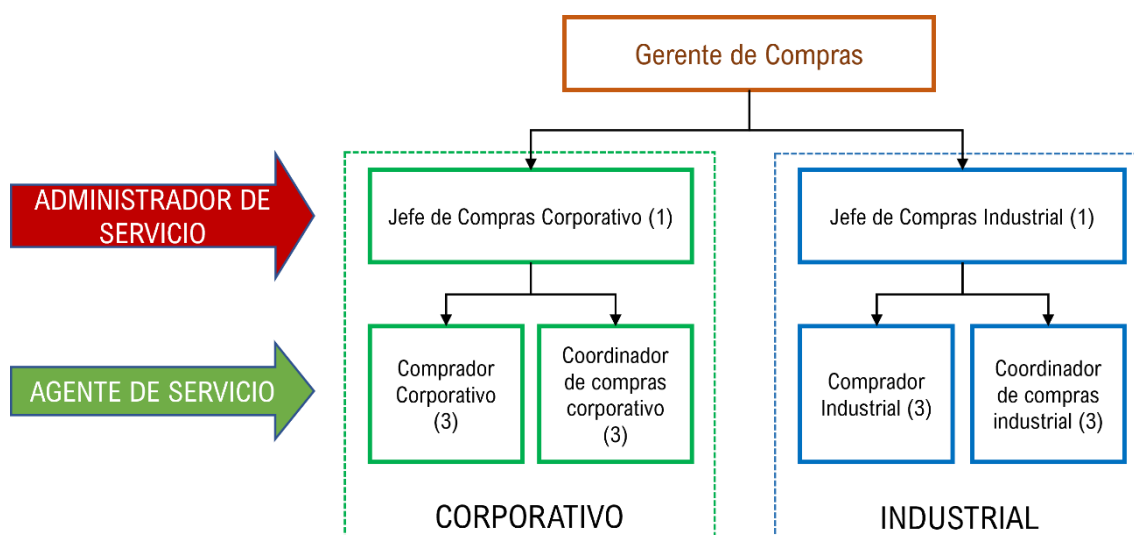 Gerente de Compras
ADMINISTRADOR DE
SERVICIO
Jefe de Compras Corporativo (1)
Jefe de Compras Industrial (1)
AGENTE DE SERVICIO
Comprador
Corporativo
(3)
Coordinador
de compras
corporativo
(3)
Comprador
Industrial (3)
Coordinador
de compras
industrial (3)
CORPORATIVO
INDUSTRIAL